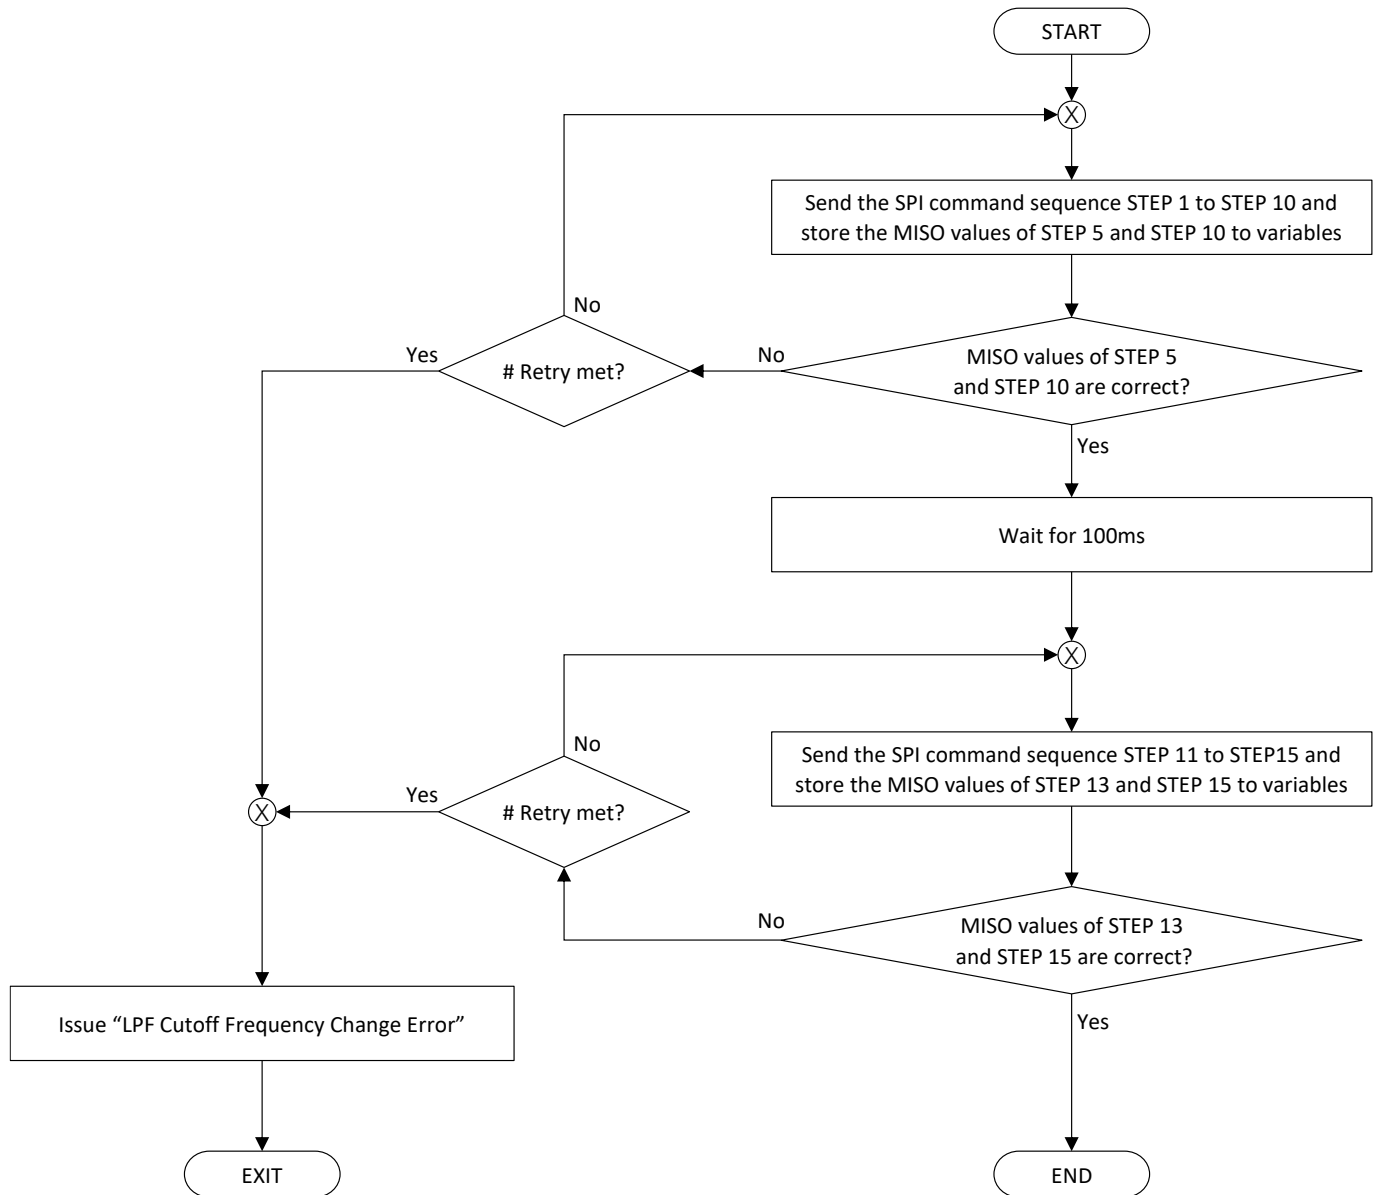 START
X
Send the SPI command sequence STEP 1 to STEP 10 and
store the MISO values of STEP 5 and STEP 10 to variables
No
Yes
# Retry met?
No
MISO values of STEP 5
and STEP 10 are correct?
Yes
Wait for 100ms
X
No
Send the SPI command sequence STEP 11 to STEP15 and
store the MISO values of STEP 13 and STEP 15 to variables
Yes
# Retry met?
X
No
MISO values of STEP 13
and STEP 15 are correct?
Yes
Issue “LPF Cutoff Frequency Change Error”
EXIT
END